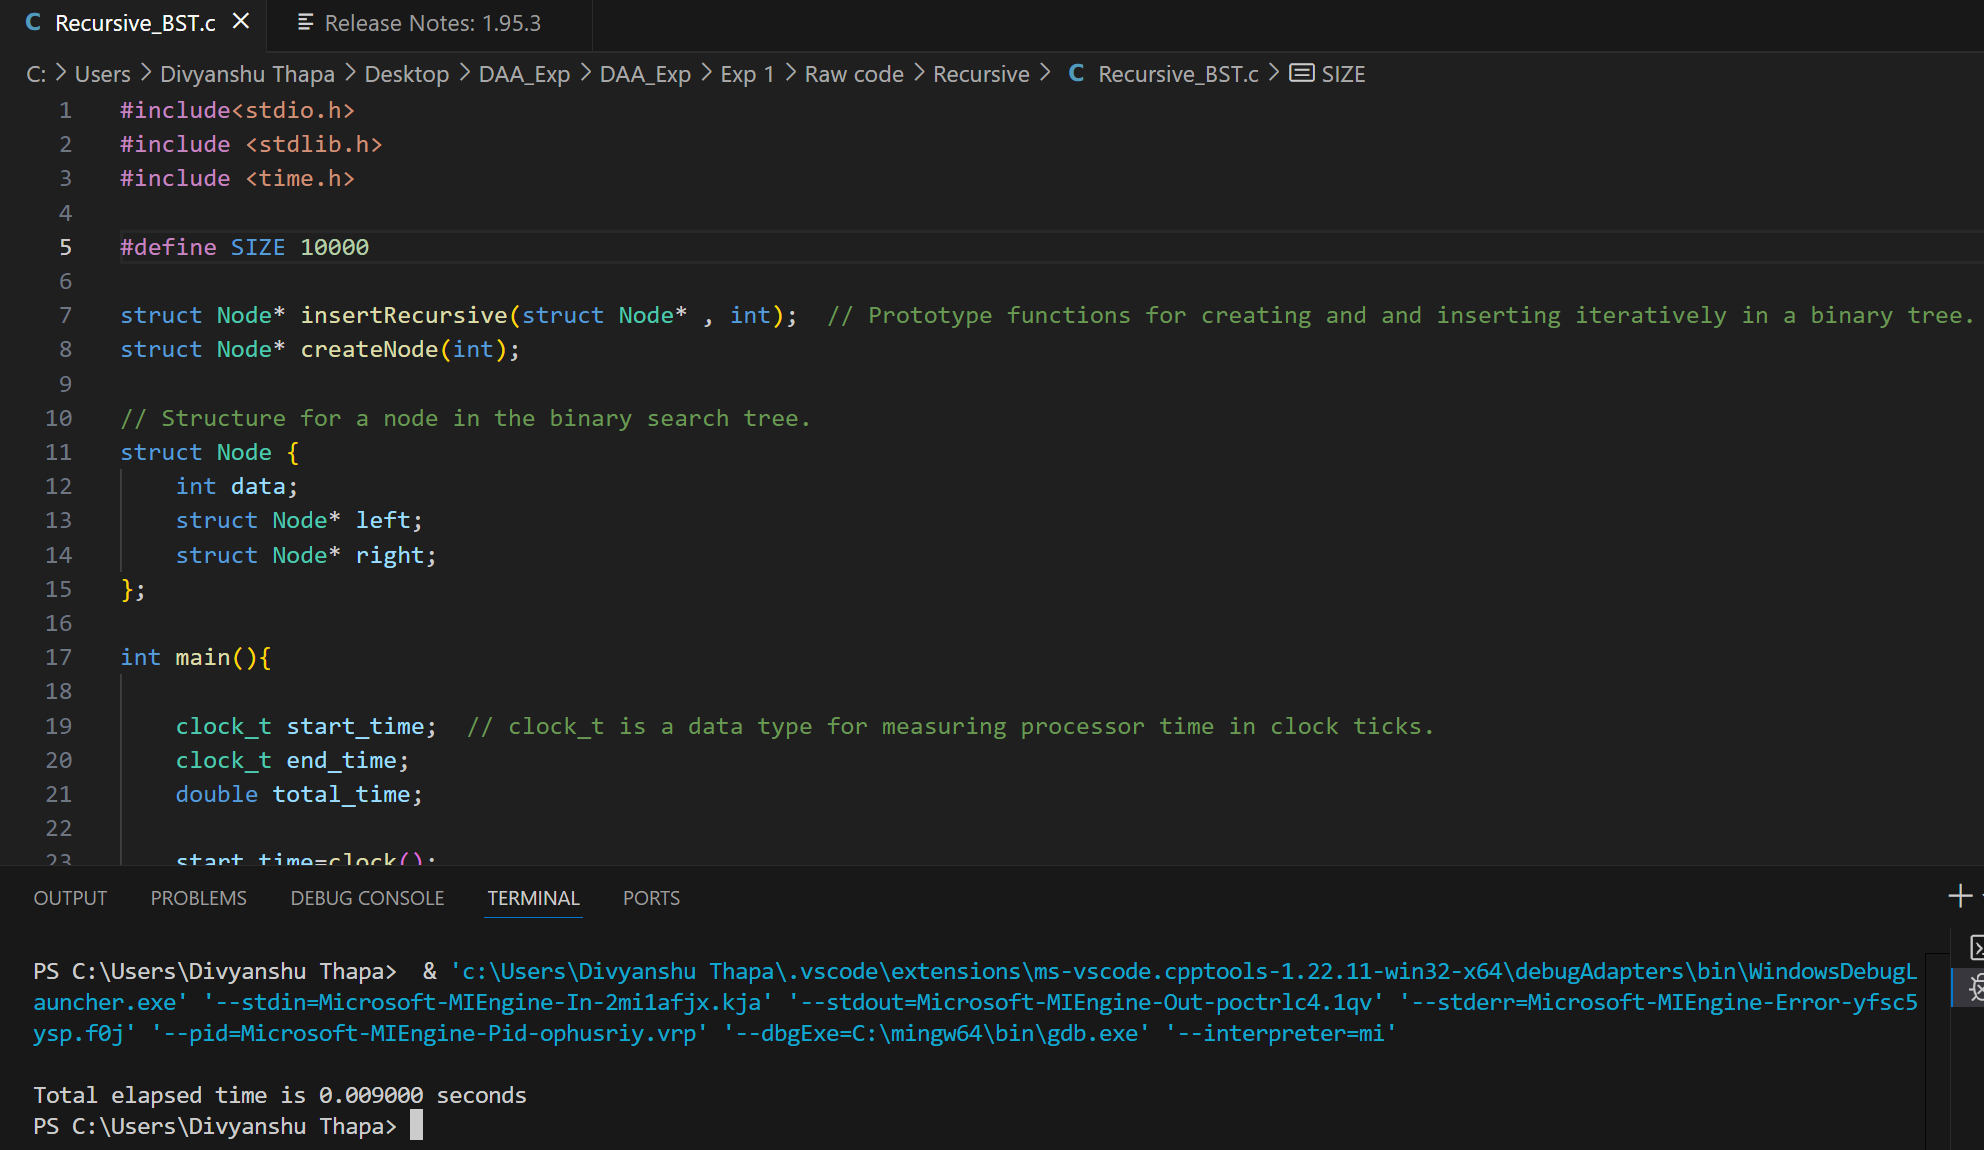 C Recursive_BST.c × Release Notes: 1.95.3
C: > Users > Divyanshu Thapa > Desktop > DAA_Exp > DAA_Exp > Exp 1 > Raw code > Recursive > C Recursive_BST.c > SIZE
1 #include<stdio.h>
2 #include <stdlib.h>
3 #include <time.h>
4
5 #define SIZE 10000
6
7 struct Node* insertRecursive(struct Node* , int);  // Prototype functions for creating and and inserting iteratively in a binary tree.
8 struct Node* createNode(int);
9
10 // Structure for a node in the binary search tree.
11 struct Node {
12     int data;
13     struct Node* left;
14     struct Node* right;
15 };
16
17 int main(){
18
19     clock_t start_time;  // clock_t is a data type for measuring processor time in clock ticks.
20     clock_t end_time;
21     double total_time;
22
23     start_time=clock();
OUTPUT PROBLEMS DEBUG CONSOLE TERMINAL PORTS
PS C:\Users\Divyanshu Thapa>  & 'c:\Users\Divyanshu Thapa\.vscode\extensions\ms-vscode.cpptools-1.22.11-win32-x64\debugAdapters\bin\WindowsDebugL
auncher.exe' '--stdin=Microsoft-MIEngine-In-2mi1afjx.kja' '--stdout=Microsoft-MIEngine-Out-poctrlc4.1qv' '--stderr=Microsoft-MIEngine-Error-yfsc5
ysp.f0j' '--pid=Microsoft-MIEngine-Pid-ophusriy.vrp' '--dbgExe=C:\mingw64\bin\gdb.exe' '--interpreter=mi'
Total elapsed time is 0.009000 seconds
PS C:\Users\Divyanshu Thapa>